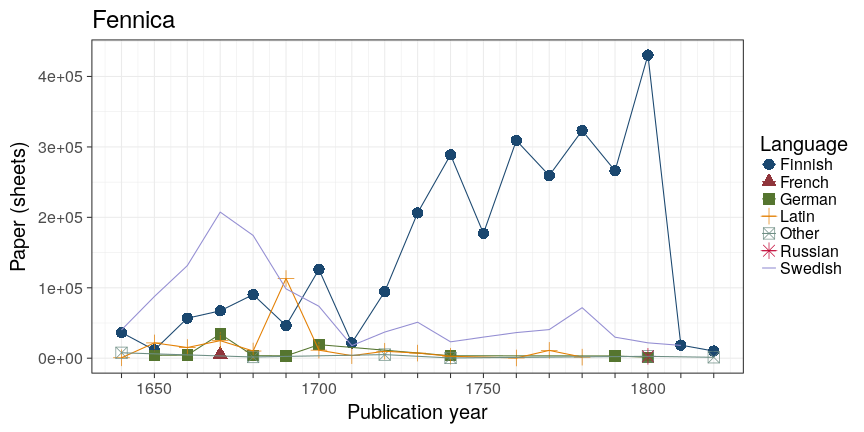 Fennica
Paper (sheets)
4e+05
3e+05
2e+05
1e+05
0e+00
1650 1700 1750 1800
Publication year
Language
Finnish
French
German
Latin
Other
Russian
Swedish